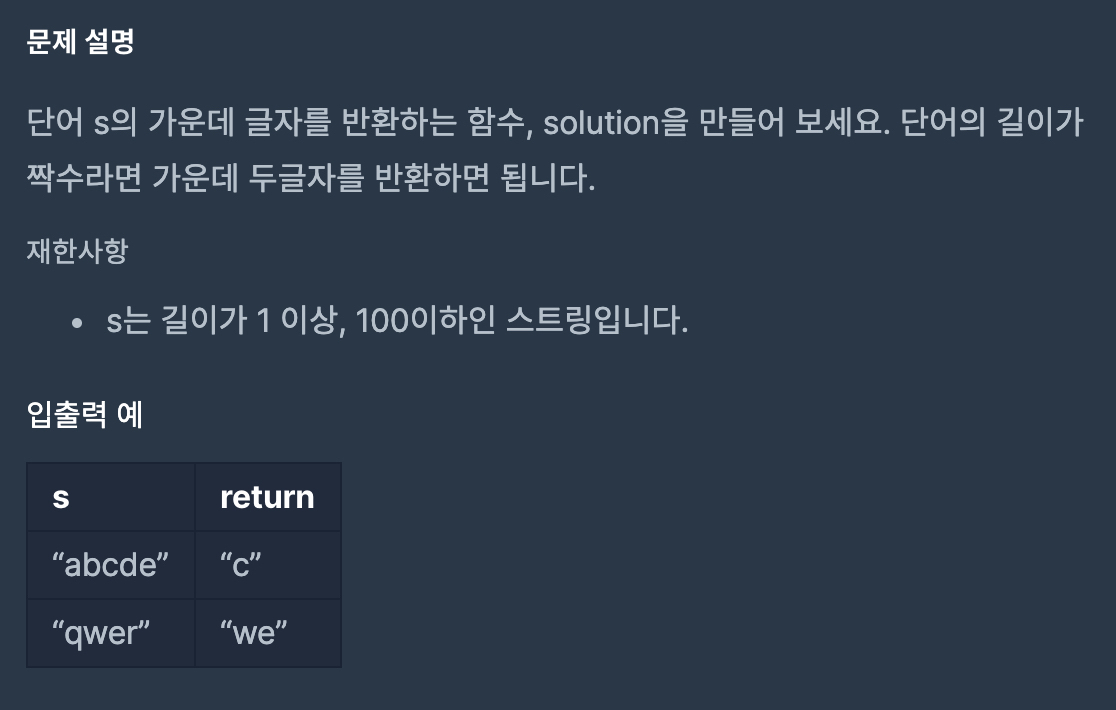 문제 설명
단어 s의 가운데 글자를 반환하는 함수, solution을 만들어 보세요. 단어의 길이가
짝수라면 가운데 두글자를 반환하면 됩니다.
재한사항
• s는 길이가 1 이상, 100이하인 스트링입니다.
입출력 예
s return
“abcde” “c”
“qwer” “we”